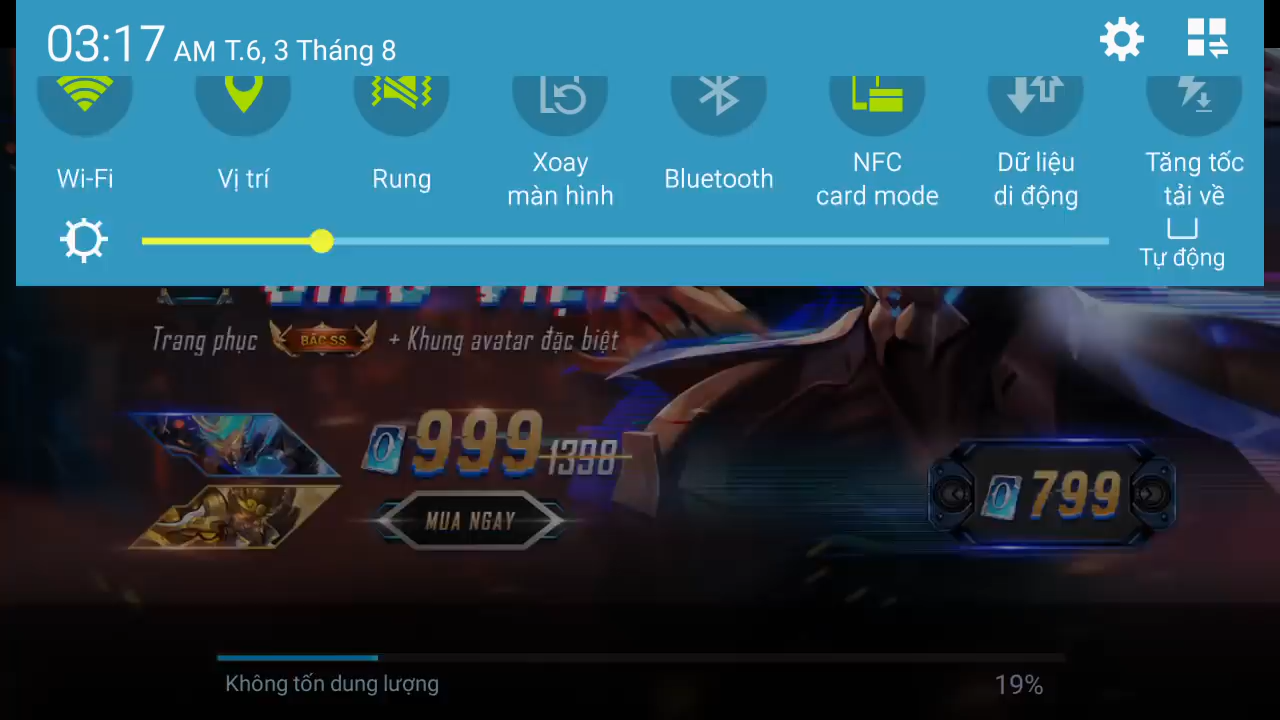 03:17 AM T.6, 3 Tháng 8
Wi-Fi
Vị trí
Rung
Xoay
màn hình
Bluetooth
NFC
card mode
Dữ liệu
di động
Tăng tốc
tải về
Tự động
Trang phục BẬC SS + Khung avatar đặc biệt
999 1398
MUA NGAY
799
Không tốn dung lượng
19%